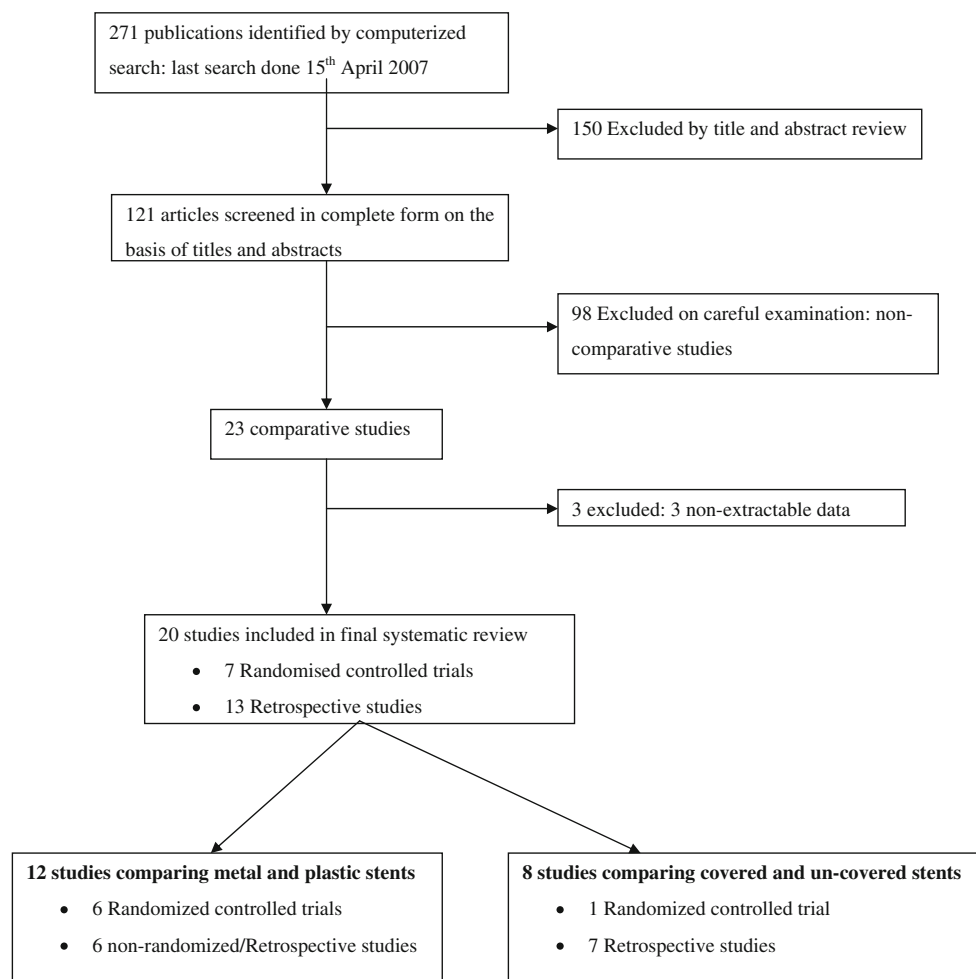 271 publications identified by computerized
search: last search done 15th April 2007
150 Excluded by title and abstract review
121 articles screened in complete form on the
basis of titles and abstracts
98 Excluded on careful examination: non-
comparative studies
23 comparative studies
3 excluded: 3 non-extractable data
20 studies included in final systematic review
• 7 Randomised controlled trials
• 13 Retrospective studies
12 studies comparing metal and plastic stents
• 6 Randomized controlled trials
• 6 non-randomized/Retrospective studies
8 studies comparing covered and un-covered stents
• 1 Randomized controlled trial
• 7 Retrospective studies